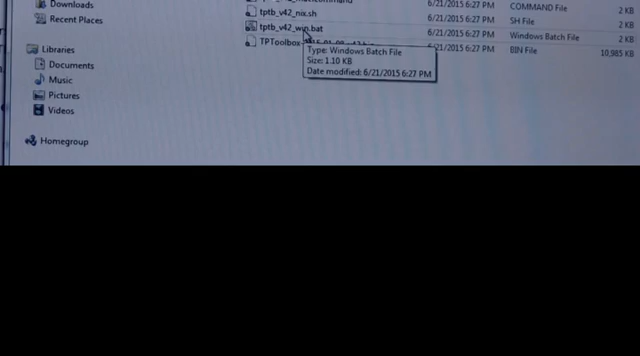 Downloads
6/21/2015 6:27 PM COMMAND File 2 KB
Recent Places
tptb_v42_nix.sh 6/21/2015 6:27 PM SH File 2 KB
tptb_v42_win.bat 6/21/2015 6:27 PM Windows Batch File 2 KB
Libraries
TPToolbox 6/21/2015 6:27 PM BIN File 10,985 KB
Type: Windows Batch File
Size: 1.10 KB
Date modified: 6/21/2015 6:27 PM
Documents
Music
Pictures
Videos
Homegroup